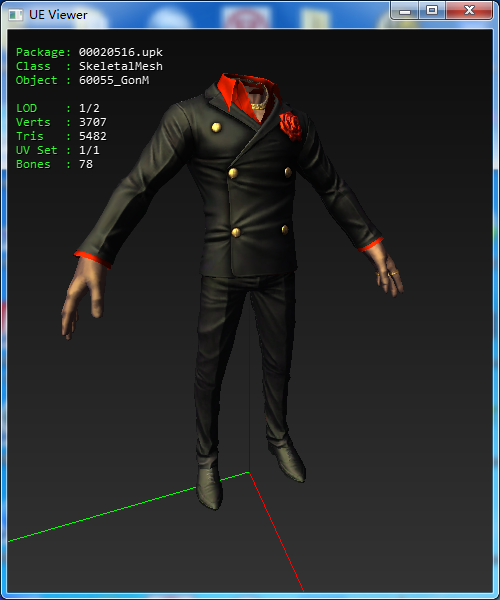 UE Viewer
Package: 00020516.upk
Class : SkeletalMesh
Object : 60055_GonM
LOD : 1/2
Verts : 3707
Tris : 5482
UV Set : 1/1
Bones : 78